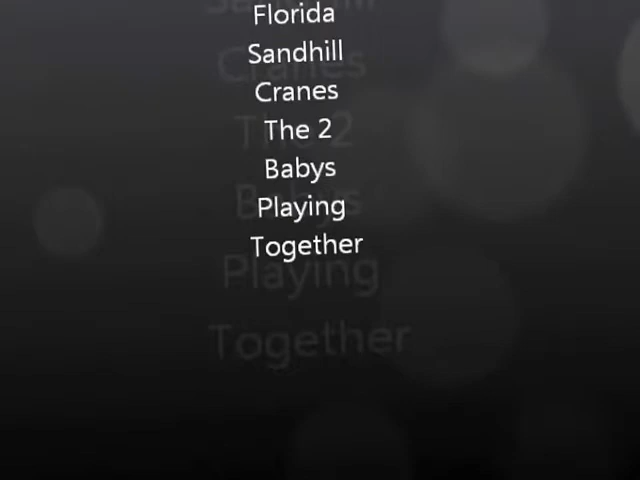 Florida
Sandhill
Cranes
The 2
Babys
Playing
Together